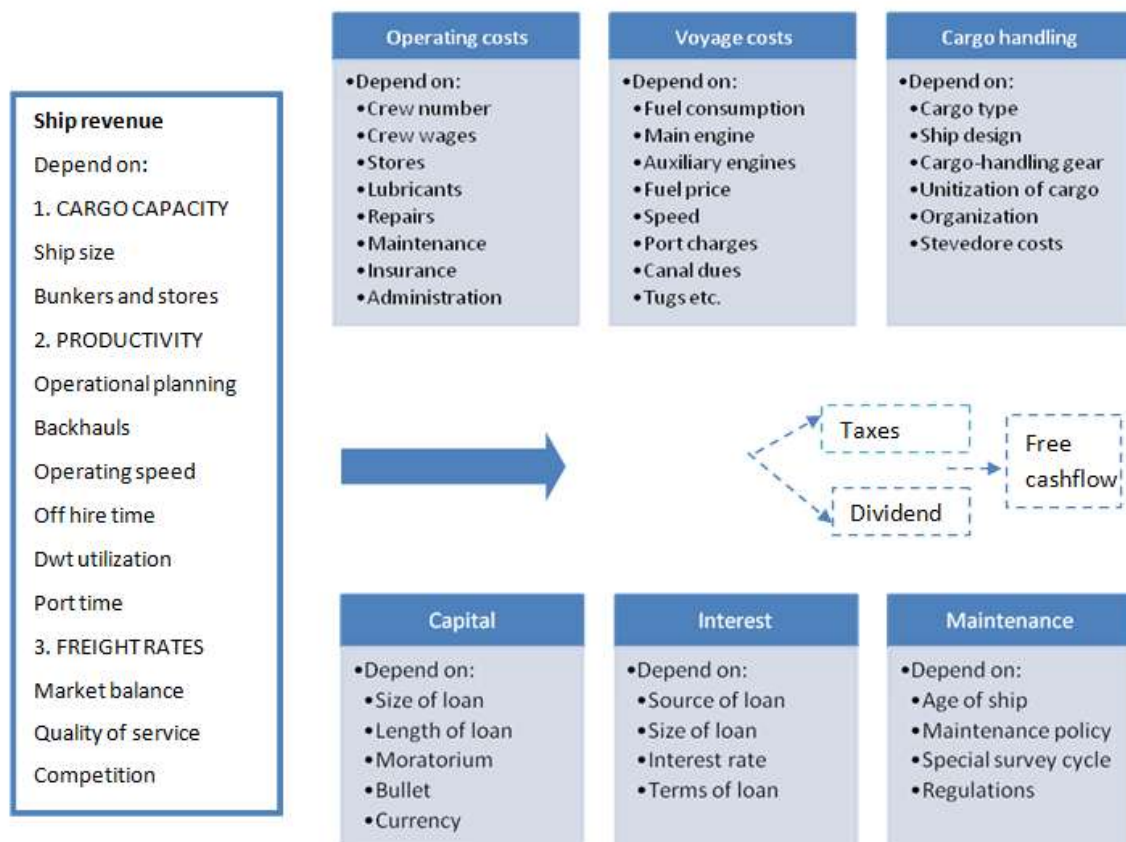 Ship revenue
Depend on:
1. CARGO CAPACITY
Ship size
Bunkers and stores
2. PRODUCTIVITY
Operational planning
Backhauls
Operating speed
Off hire time
Dwt utilization
Port time
3. FREIGHT RATES
Market balance
Quality of service
Competition
Operating costs
•Depend on:
•Crew number
•Crew wages
•Stores
•Lubricants
•Repairs
•Maintenance
•Insurance
•Administration
Voyage costs
•Depend on:
•Fuel consumption
•Main engine
•Auxiliary engines
•Fuel price
•Speed
•Port charges
•Canal dues
•Tugs etc.
Cargo handling
•Depend on:
•Cargo type
•Ship design
•Cargo-handling gear
•Unitization of cargo
•Organization
•Stevedore costs
Taxes
Dividend
Free
cashflow
Capital
•Depend on:
•Size of loan
•Length of loan
•Moratorium
•Bullet
•Currency
Interest
•Depend on:
•Source of loan
•Size of loan
•Interest rate
•Terms of loan
Maintenance
•Depend on:
•Age of ship
•Maintenance policy
•Special survey cycle
•Regulations